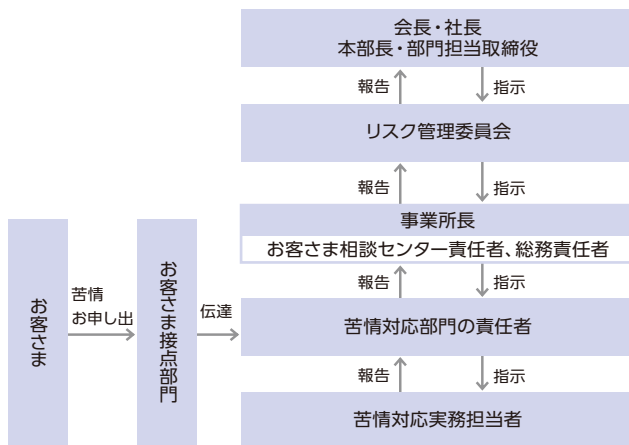 会長・社長
本部長・部門担当取締役
報告
指示
リスク管理委員会
報告
指示
事業所長
お客さま相談センター責任者、総務責任者
お客さま
苦情
お申し出
お客さま接点部門
伝達
報告
指示
苦情対応部門の責任者
報告
指示
苦情対応実務担当者